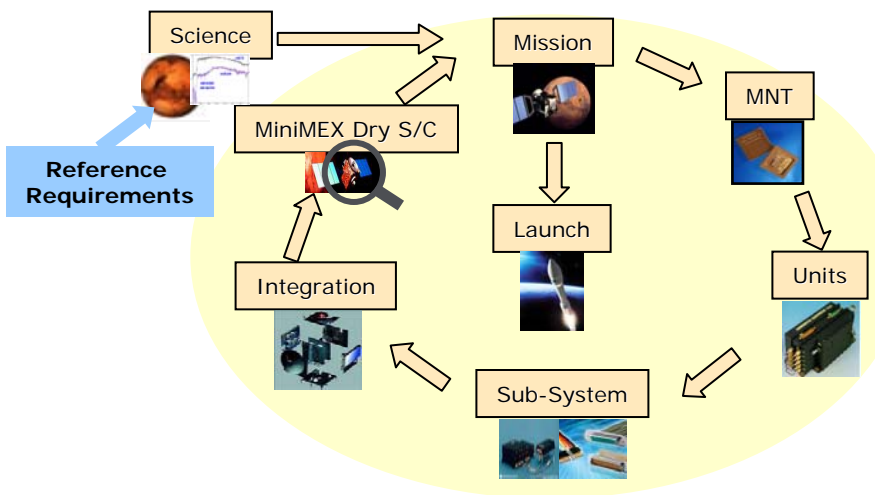 Science
Mission
MNT
MiniMEX Dry S/C
Reference
Requirements
Launch
Units
Integration
Sub-System